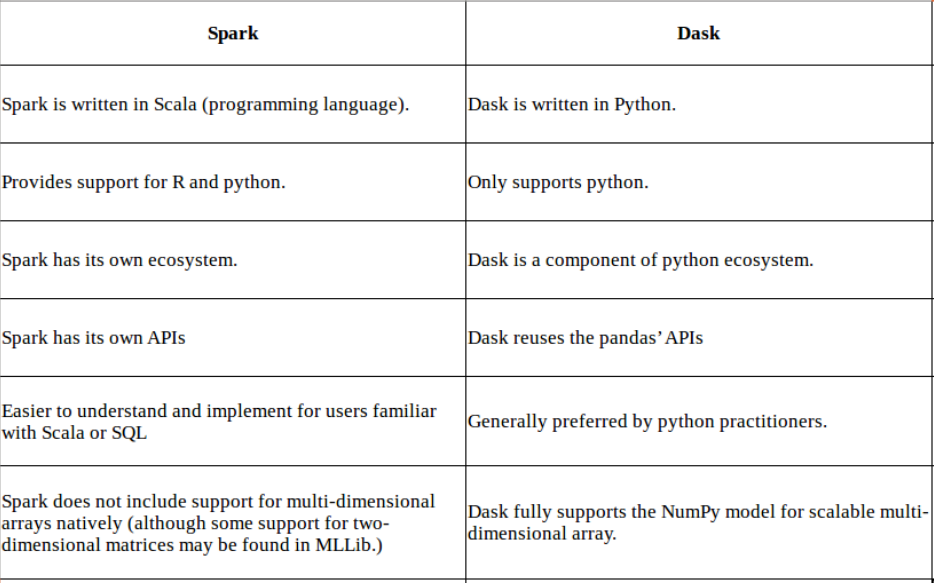 Spark
Dask
Spark is written in Scala (programming language).
Dask is written in Python.
Provides support for R and python.
Only supports python.
Spark has its own ecosystem.
Dask is a component of python ecosystem.
Spark has its own APIs
Dask reuses the pandas’ APIs
Easier to understand and implement for users familiar
with Scala or SQL
Generally preferred by python practitioners.
Spark does not include support for multi-dimensional
arrays natively (although some support for two-
dimensional matrices may be found in MLLib.)
Dask fully supports the NumPy model for scalable multi-
dimensional array.